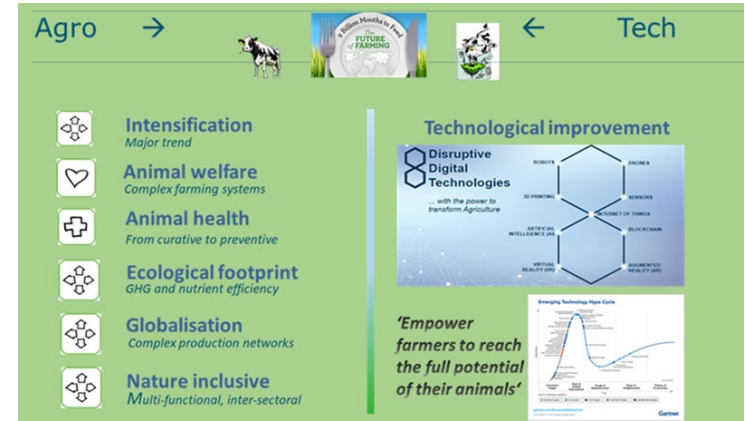 Agro → ← Tech
9 Billion Mouths to Feed
The
FUTURE
of FARMING
Intensification
Major trend
Animal welfare
Complex farming systems
Animal health
From curative to preventive
Ecological footprint
GHG and nutrient efficiency
Globalisation
Complex production networks
Nature inclusive
Multi-functional, inter-sectoral
Technological improvement
8 Disruptive
Digital
Technologies
... with the power to
transform Agriculture
ROBOTS
DRONES
3D PRINTING
SENSORS
INTERNET OF THINGS
ARTIFICIAL
INTELLIGENCE (AI)
BLOCKCHAIN
VIRTUAL
REALITY (VR)
AUGMENTED
REALITY (AR)
‘Empower
farmers to reach
the full potential
of their animals’
Emerging Technology Hype Cycle
Gartner